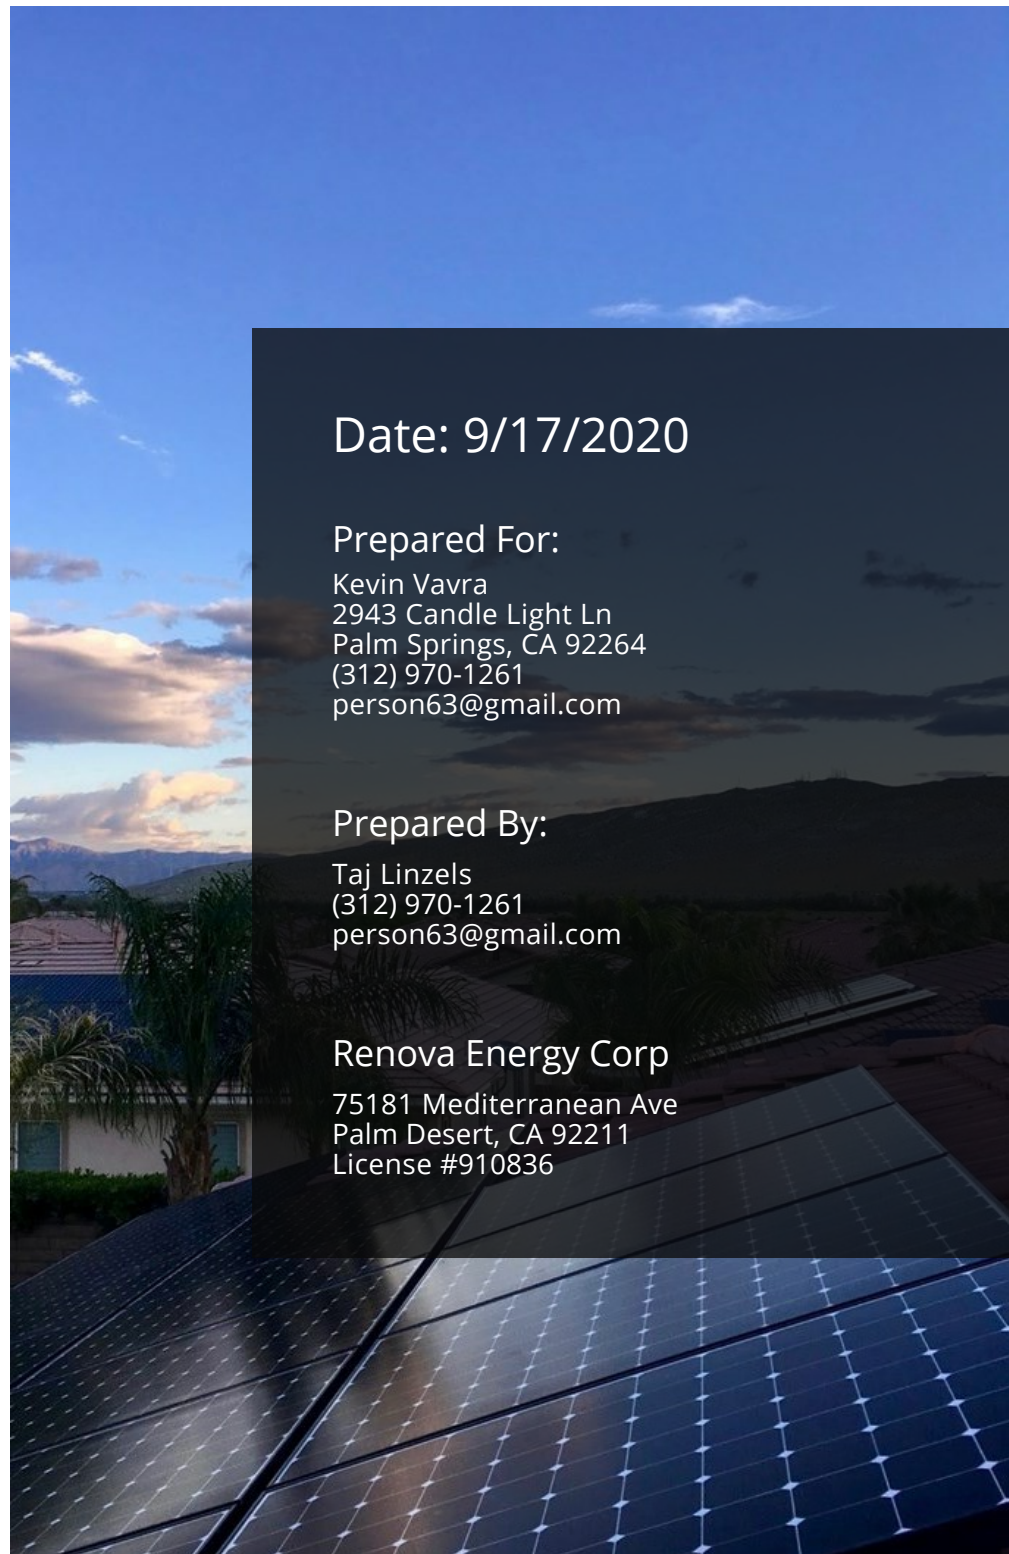 Date: 9/17/2020
Prepared For:
Kevin Vavra
2943 Candle Light Ln
Palm Springs, CA 92264
(312) 970-1261
person63@gmail.com
Prepared By:
Taj Linzels
(312) 970-1261
person63@gmail.com
Renova Energy Corp
75181 Mediterranean Ave
Palm Desert, CA 92211
License #910836